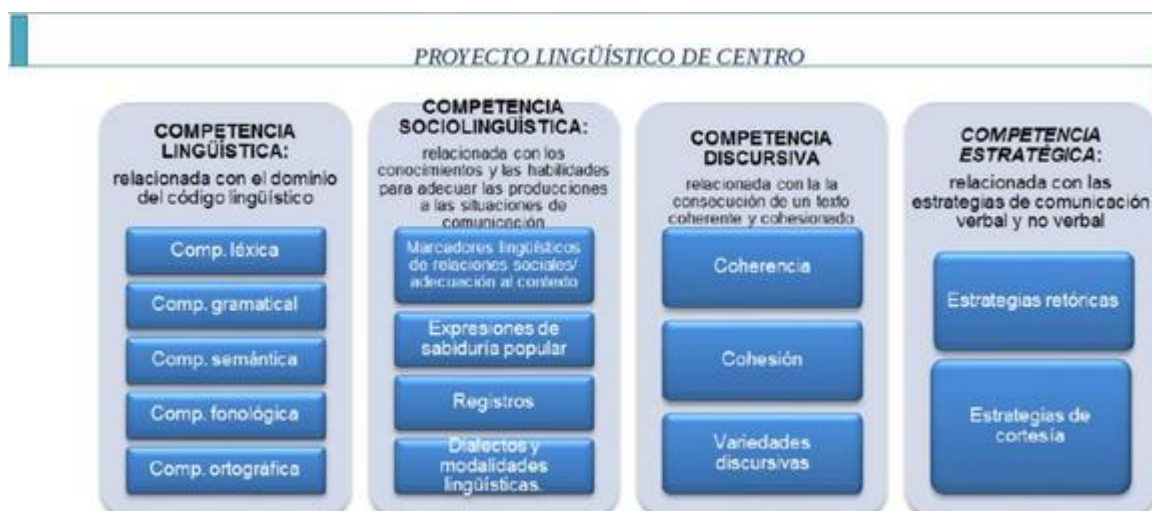 PROYECTO LINGÜÍSTICO DE CENTRO
COMPETENCIA
LINGÜÍSTICA:
relacionada con el dominio
del código lingüístico
Comp. léxica
Comp. gramatical
Comp. semántica
Comp. fonológica
Comp. ortográfica
COMPETENCIA
SOCIOLINGÜÍSTICA:
relacionada con los
conocimientos y las habilidades
para adecuar las producciones
a las situaciones de
comunicación
Marcadores lingüísticos
de relaciones sociales/
adecuación al contexto
Expresiones de
sabiduría popular
Registros
Dialectos y
modalidades
lingüísticas.
COMPETENCIA
DISCURSIVA
relacionada con la la
consecución de un texto
coherente y cohesionado
Coherencia
Cohesión
Variedades
discursivas
COMPETENCIA
ESTRATÉGICA:
relacionada con las
estrategias de comunicación
verbal y no verbal
Estrategias retóricas
Estrategias de
cortesía